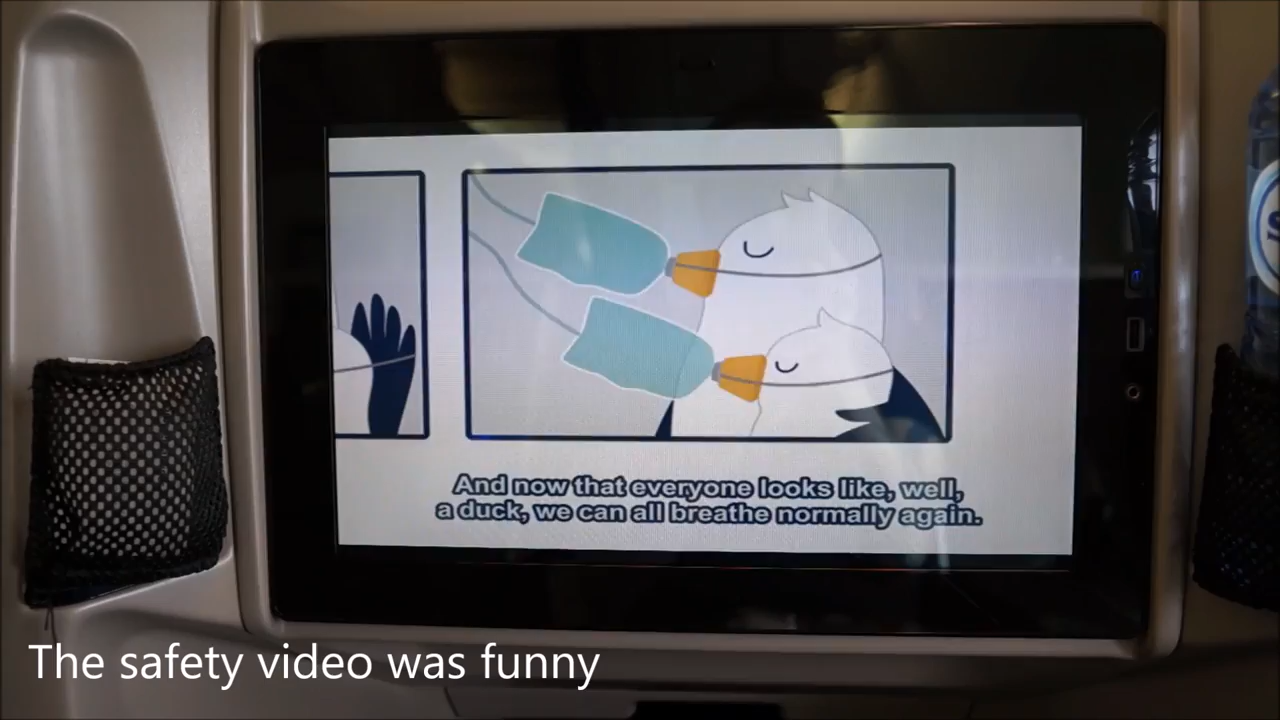 And now that everyone looks like, well,
a duck, we can all breathe normally again.
The safety video was funny